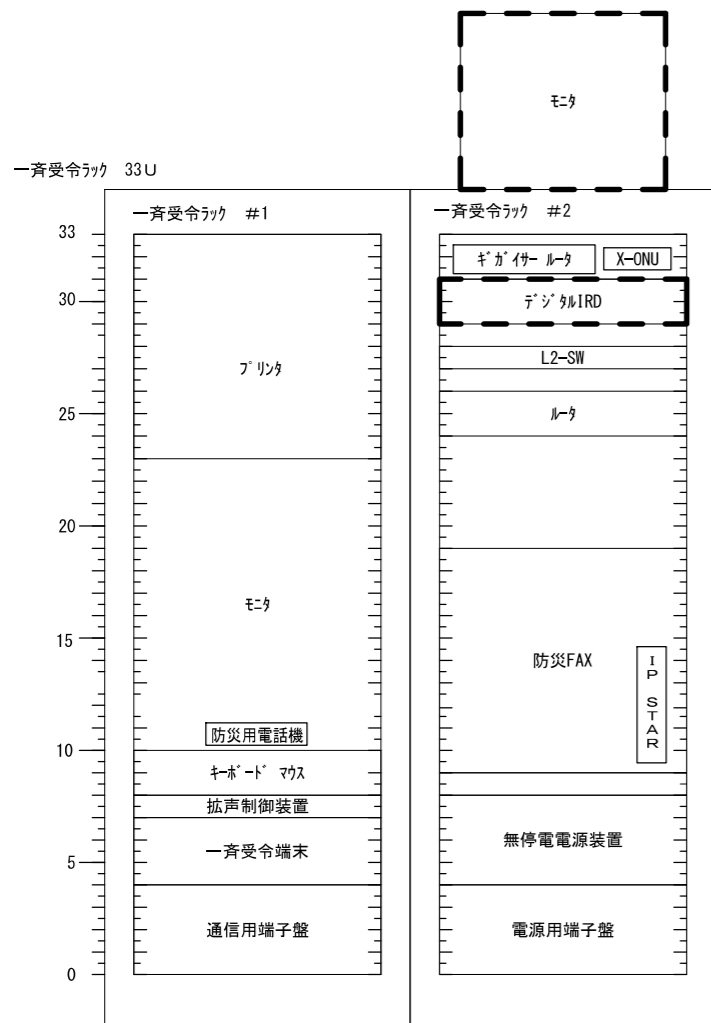 ﾓﾆﾀ
一斉受令ﾗｯｸ 33U
一斉受令ﾗｯｸ #1
一斉受令ﾗｯｸ #2
33
ｷﾞｶﾞｲｻｰ ﾙｰﾀ
X-ONU
30
ﾃﾞｼﾞﾀﾙIRD
L2-SW
ﾌﾟﾘﾝﾀ
25
ﾙｰﾀ
20
ﾓﾆﾀ
15
防災FAX
IP STAR
防災用電話機
10
ｷｰﾎﾞｰﾄﾞ ﾏｳｽ
拡声制御装置
無停電電源装置
一斉受令端末
5
通信用端子盤
電源用端子盤
0